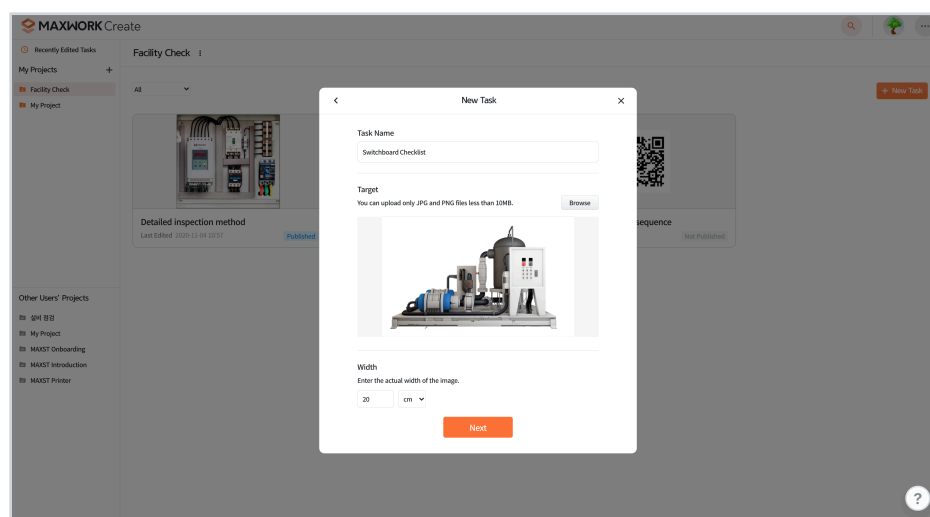 MAXWORK Create
Recently Edited Tasks
My Projects +
Facility Check
My Project
Other Users' Projects
설비 점검
My Project
MAXST Onboarding
MAXST Introduction
MAXST Printer
Facility Check
All
+ New Task
Detailed inspection method
Last Edited 2020-12-04 10:57
Published
sequence
Not Published
New Task
Task Name
Switchboard Checklist
Target
You can upload only JPG and PNG files less than 10MB.
Browse
Width
Enter the actual width of the image.
20 cm
Next
?